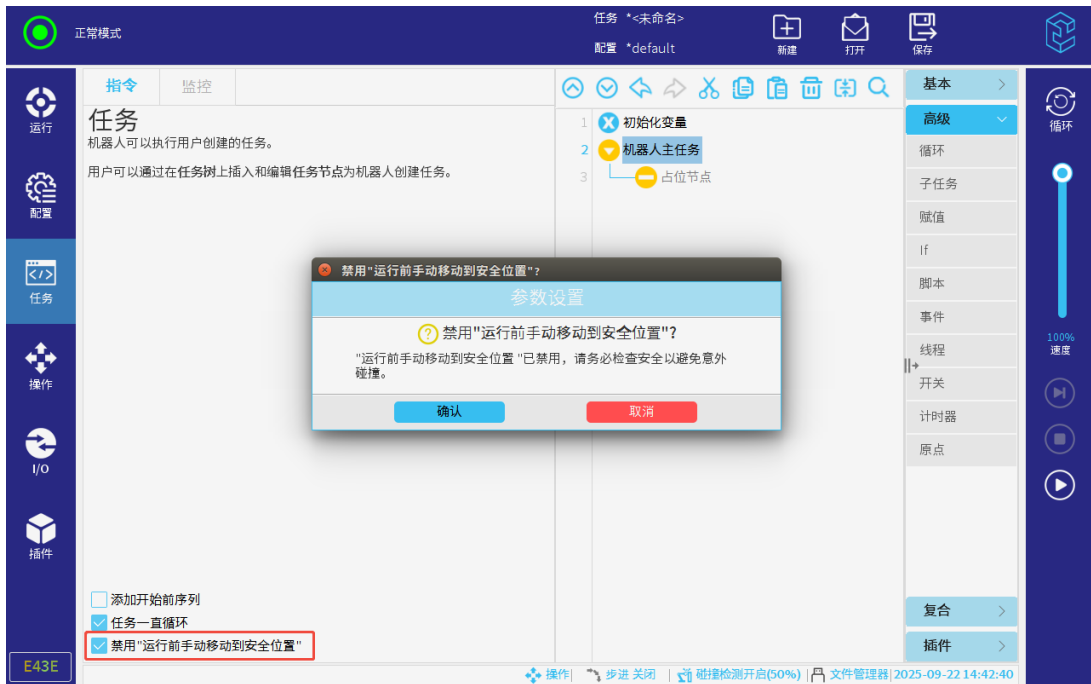 正常模式
任务 *<未命名>
配置 *default
新建
打开
保存
运行
配置
任务
操作
I/O
插件
E43E
指令
监控
任务
机器人可以执行用户创建的任务。
用户可以通过在任务树上插入和编辑任务节点为机器人创建任务。
添加开始前序列
任务一直循环
禁用"运行前手动移动到安全位置"
1 初始化变量
2 机器人主任务
3 占位节点
禁用"运行前手动移动到安全位置"?
参数设置
禁用"运行前手动移动到安全位置"?
"运行前手动移动到安全位置 "已禁用，请务必检查安全以避免意外
碰撞。
确认
取消
基本
高级
循环
子任务
赋值
If
脚本
事件
线程
开关
计时器
原点
复合
插件
循环
100%
速度
操作
步进 关闭
碰撞检测开启(50%)
文件管理器
2025-09-22 14:42:40